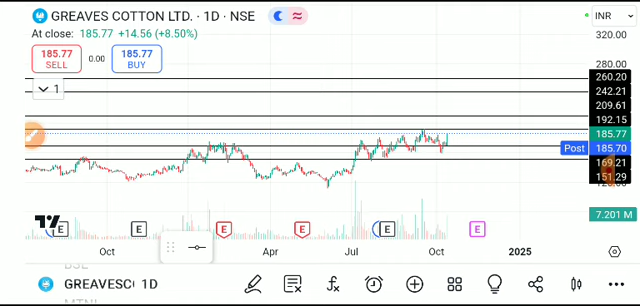 GREAVES COTTON LTD. · 1D · NSE
INR
At close: 185.77 +14.56 (+8.50%)
320.00
185.77
SELL
0.00
185.77
BUY
280.00
1
260.20
242.21
209.61
192.15
185.77
Post 185.70
169.21
151.29
7.201 M
E E E E E E
Oct Apr Jul Oct 2025
GREAVESC 1D